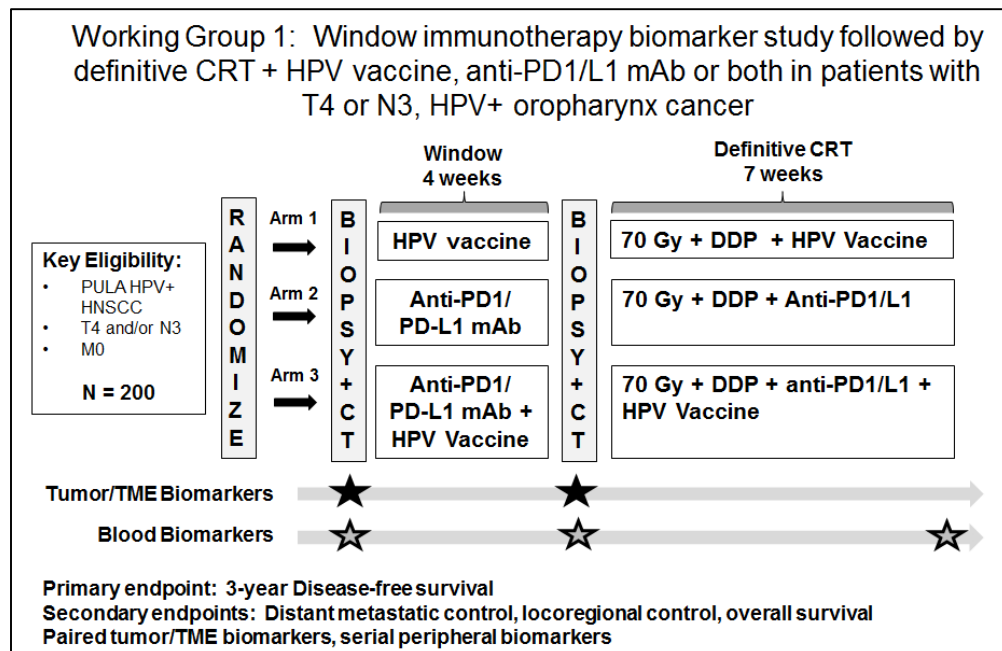 Working Group 1:  Window immunotherapy biomarker study followed by
definitive CRT + HPV vaccine, anti-PD1/L1 mAb or both in patients with
T4 or N3, HPV+ oropharynx cancer
Window
4 weeks
Definitive CRT
7 weeks
Key Eligibility:
• PULA HPV+
HNSCC
• T4 and/or N3
• M0
N = 200
RANDOMIZE
Arm 1
Arm 2
Arm 3
BIOPSY+CT
HPV vaccine
Anti-PD1/
PD-L1 mAb
Anti-PD1/
PD-L1 mAb +
HPV Vaccine
BIOPSY+CT
70 Gy + DDP + HPV Vaccine
70 Gy + DDP + Anti-PD1/L1
70 Gy + DDP + anti-PD1/L1 +
HPV Vaccine
Tumor/TME Biomarkers
Blood Biomarkers
Primary endpoint:  3-year Disease-free survival
Secondary endpoints:  Distant metastatic control, locoregional control, overall survival
Paired tumor/TME biomarkers, serial peripheral biomarkers